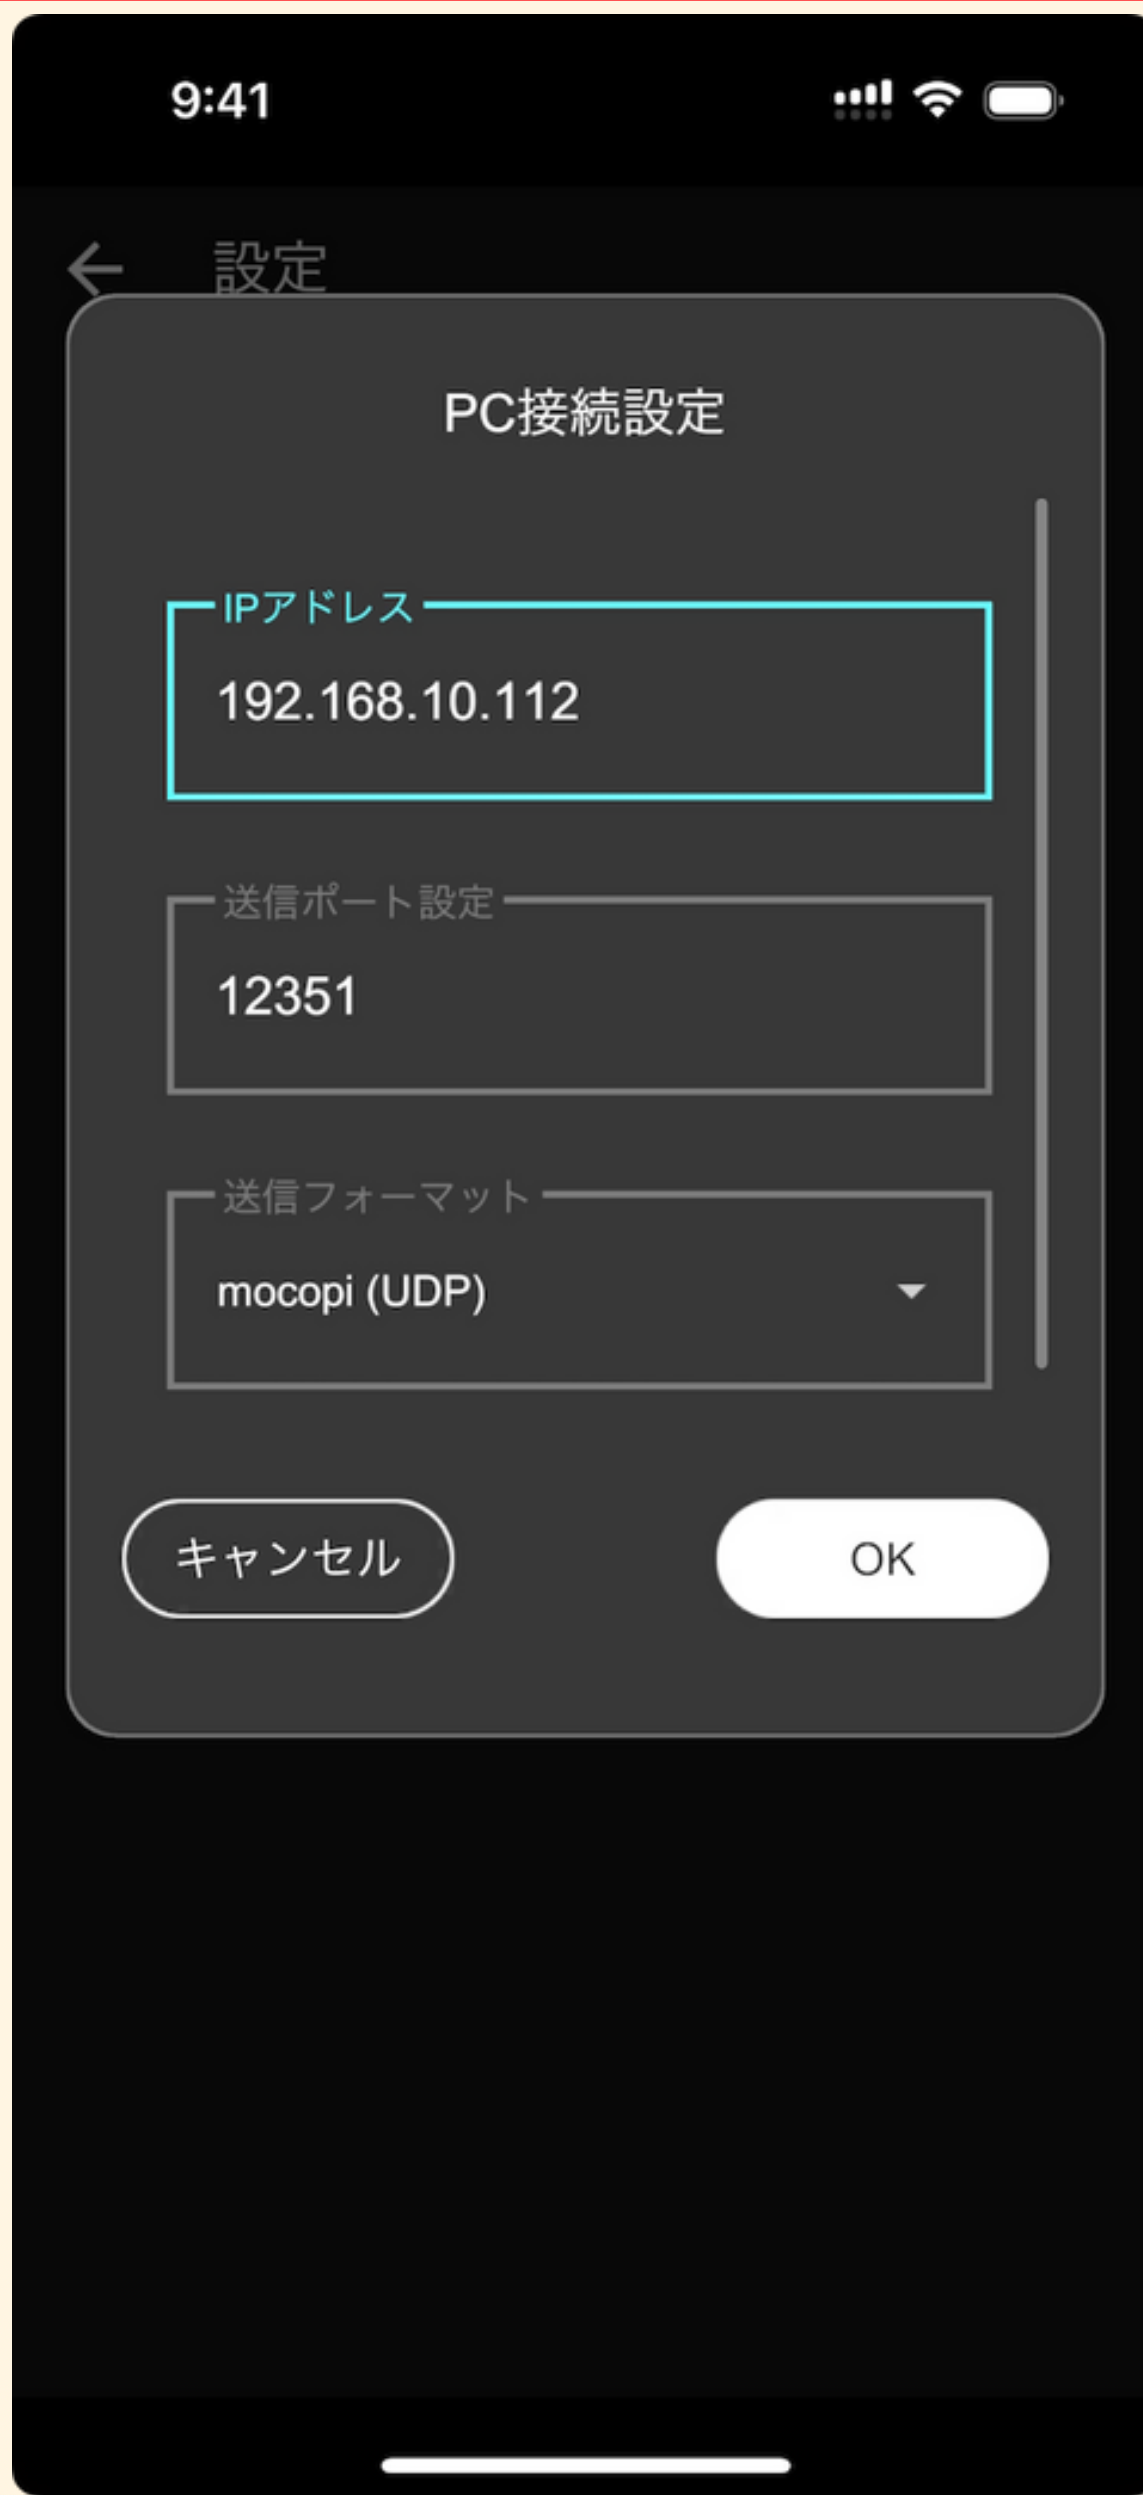 9:41
設定
PC接続設定
IPアドレス
192.168.10.112
送信ポート設定
12351
送信フォーマット
mocopi (UDP)
キャンセル
OK